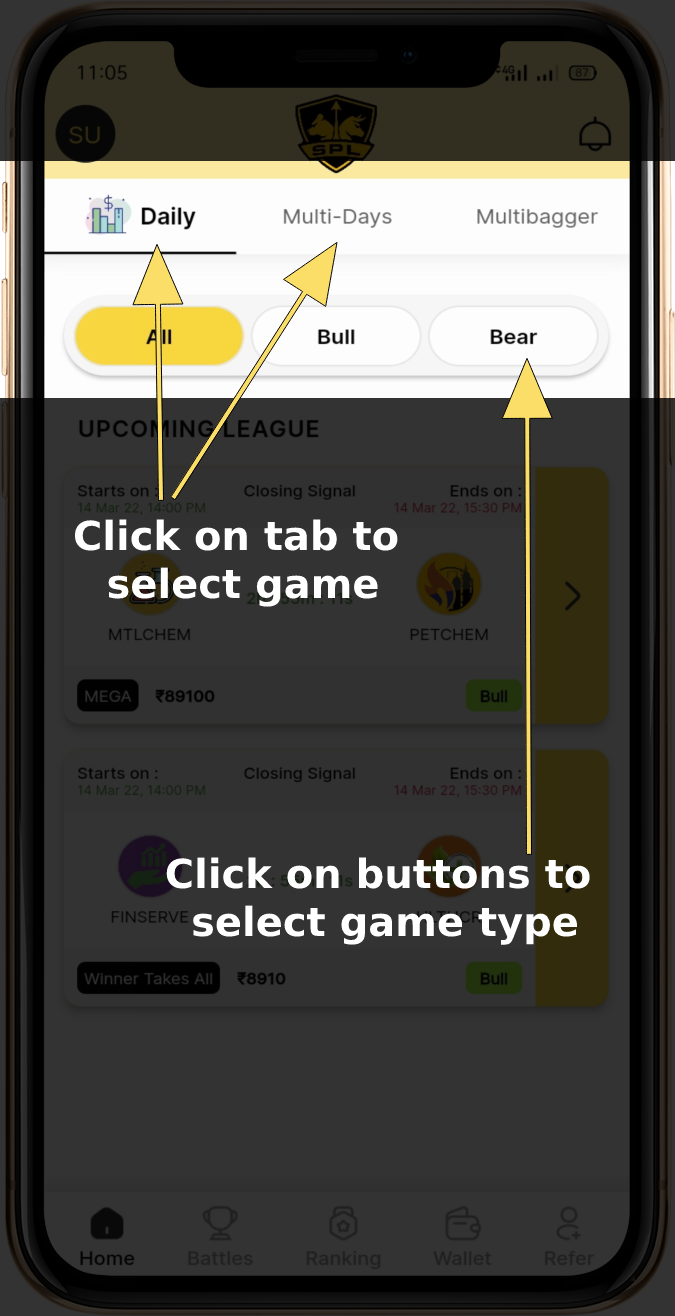 11:05
4G
87
SU
SPL
Daily
Multi-Days
Multibagger
All
Bull
Bear
UPCOMING LEAGUE
Starts on :
Closing Signal
Ends on :
14 Mar 22, 14:00 PM
14 Mar 22, 15:30 PM
Click on tab to
select game
MTLCHEM
PETCHEM
MEGA
₹89100
Bull
Starts on :
Closing Signal
Ends on :
14 Mar 22, 14:00 PM
14 Mar 22, 15:30 PM
Click on buttons to
select game type
FINSERVE
Winner Takes All
₹8910
Bull
Home
Battles
Ranking
Wallet
Refer